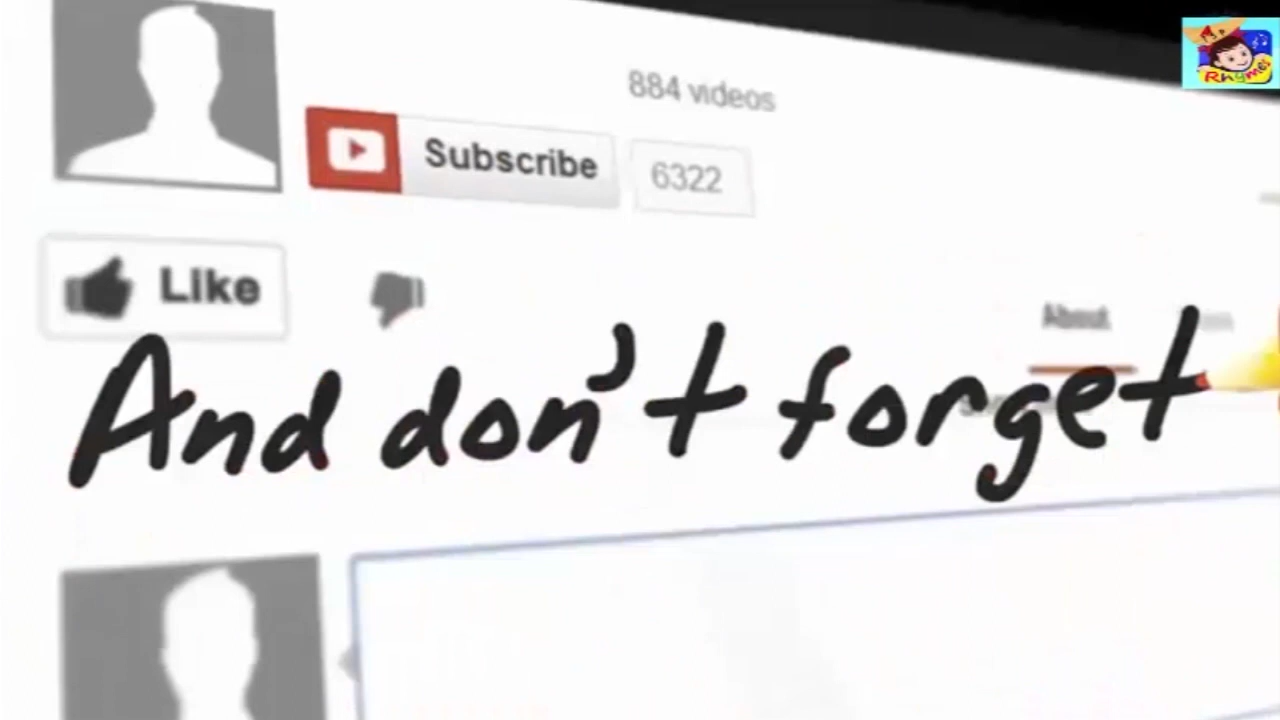 884 videos
Subscribe
6322
Like
About
And don't forget
Rhymes